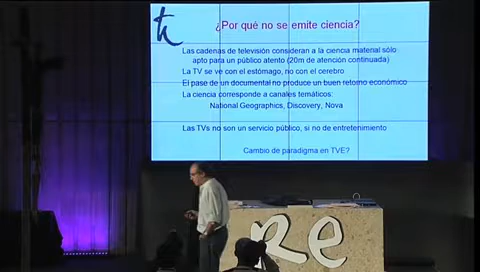 ¿Por qué no se emite ciencia?
Las cadenas de televisión consideran a la ciencia material sólo
apto para un público atento (20m de atención continuada)
La TV se ve con el estómago, no con el cerebro
El pase de un documental no produce un buen retorno económico
La ciencia corresponde a canales temáticos:
National Geographics, Discovery, Nova
Las TVs no son un servicio público, si no de entretenimiento
Cambio de paradigma en TVE?
Re